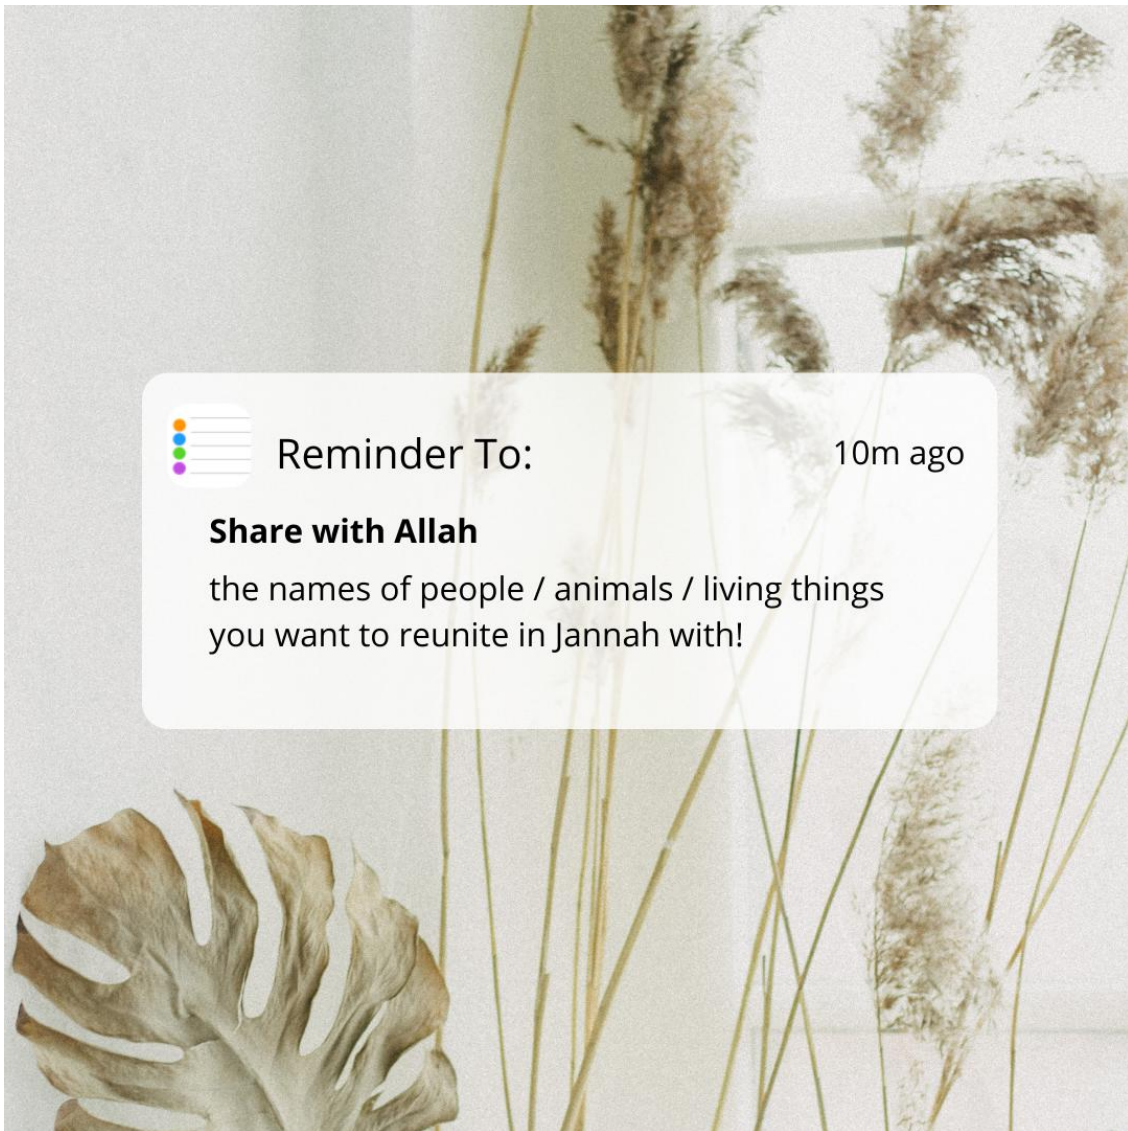 Reminder To:
10m ago
Share with Allah
the names of people / animals / living things
you want to reunite in Jannah with!